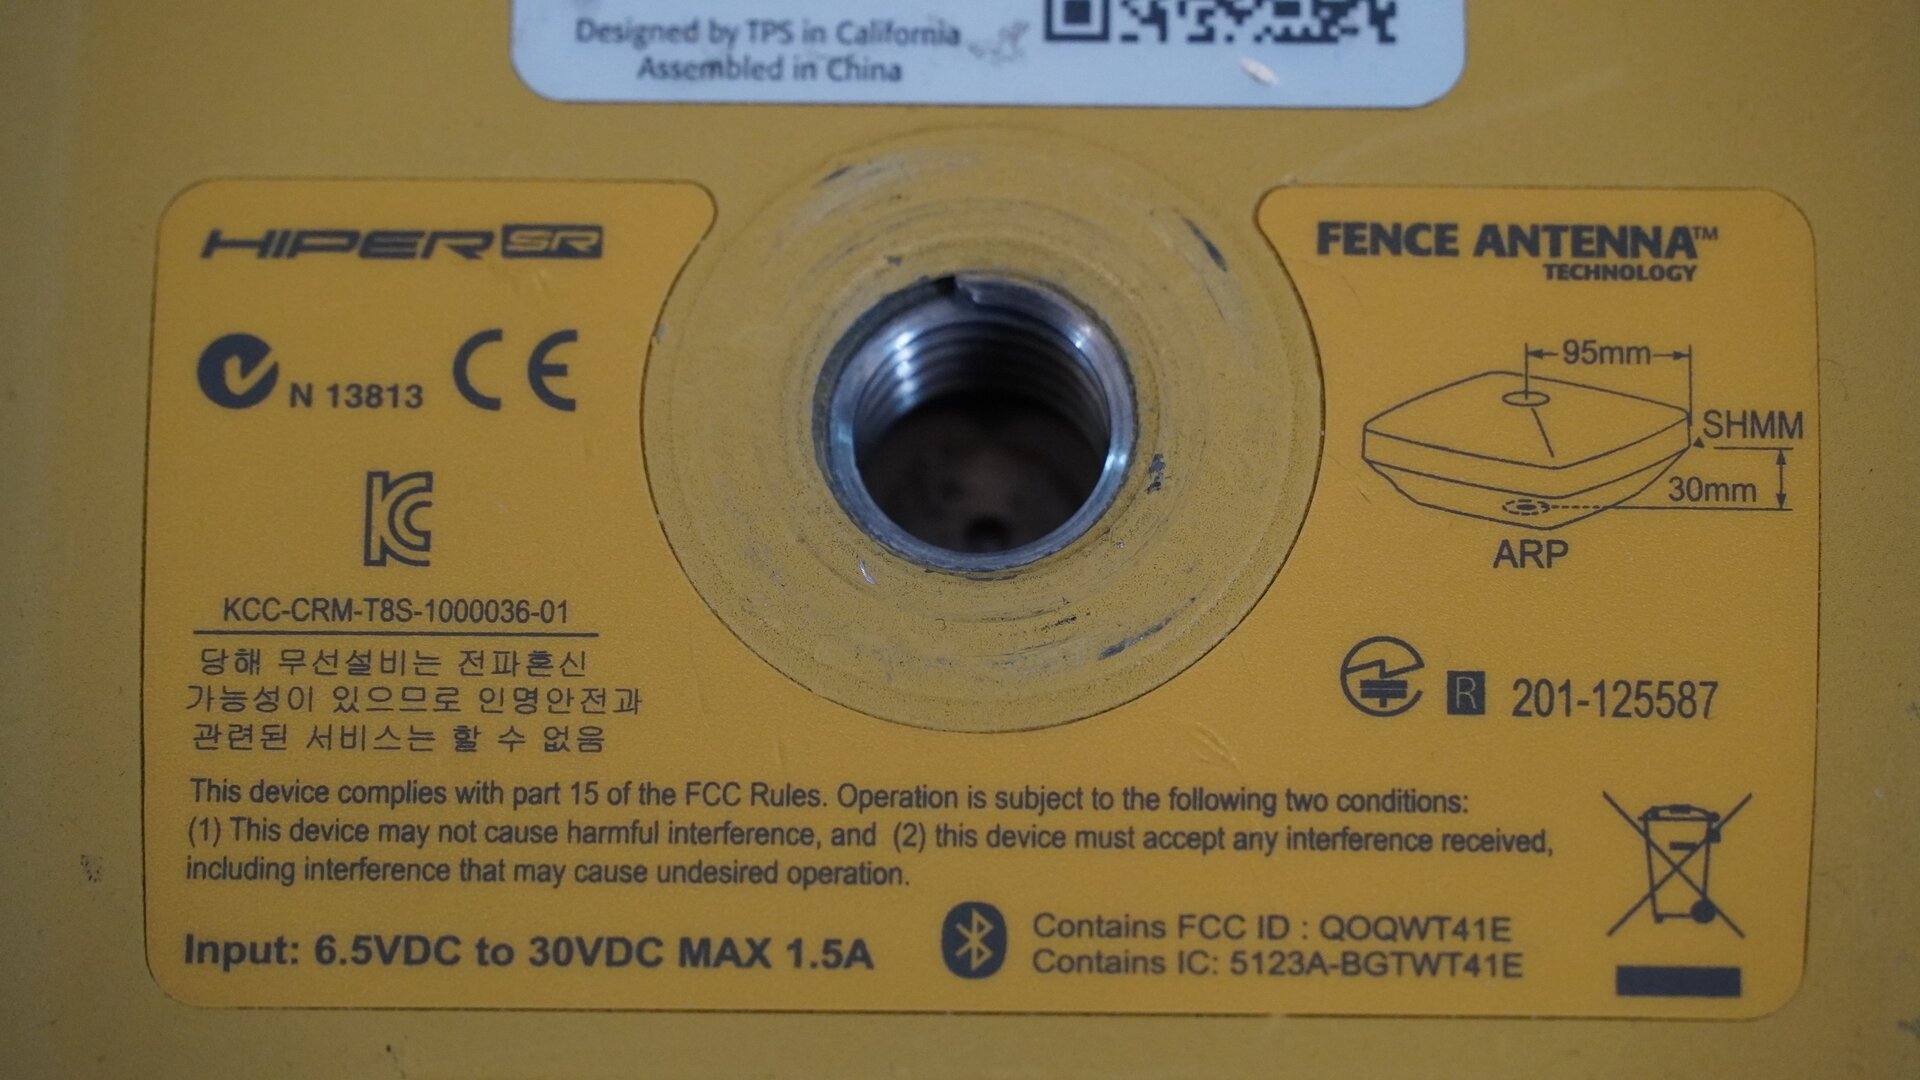 Designed by TPS in California
Assembled in China
HIPER SR
N 13813 CE
KCC-CRM-T8S-1000036-01
당해 무선설비는 전파혼신
가능성이 있으므로 인명안전과
관련된 서비스는 할 수 없음
FENCE ANTENNA™
TECHNOLOGY
95mm
SHMM
30mm
ARP
R 201-125587
This device complies with part 15 of the FCC Rules. Operation is subject to the following two conditions:
(1) This device may not cause harmful interference, and (2) this device must accept any interference received,
including interference that may cause undesired operation.
Input: 6.5VDC to 30VDC MAX 1.5A
Contains FCC ID : QOQWT41E
Contains IC: 5123A-BGTWT41E